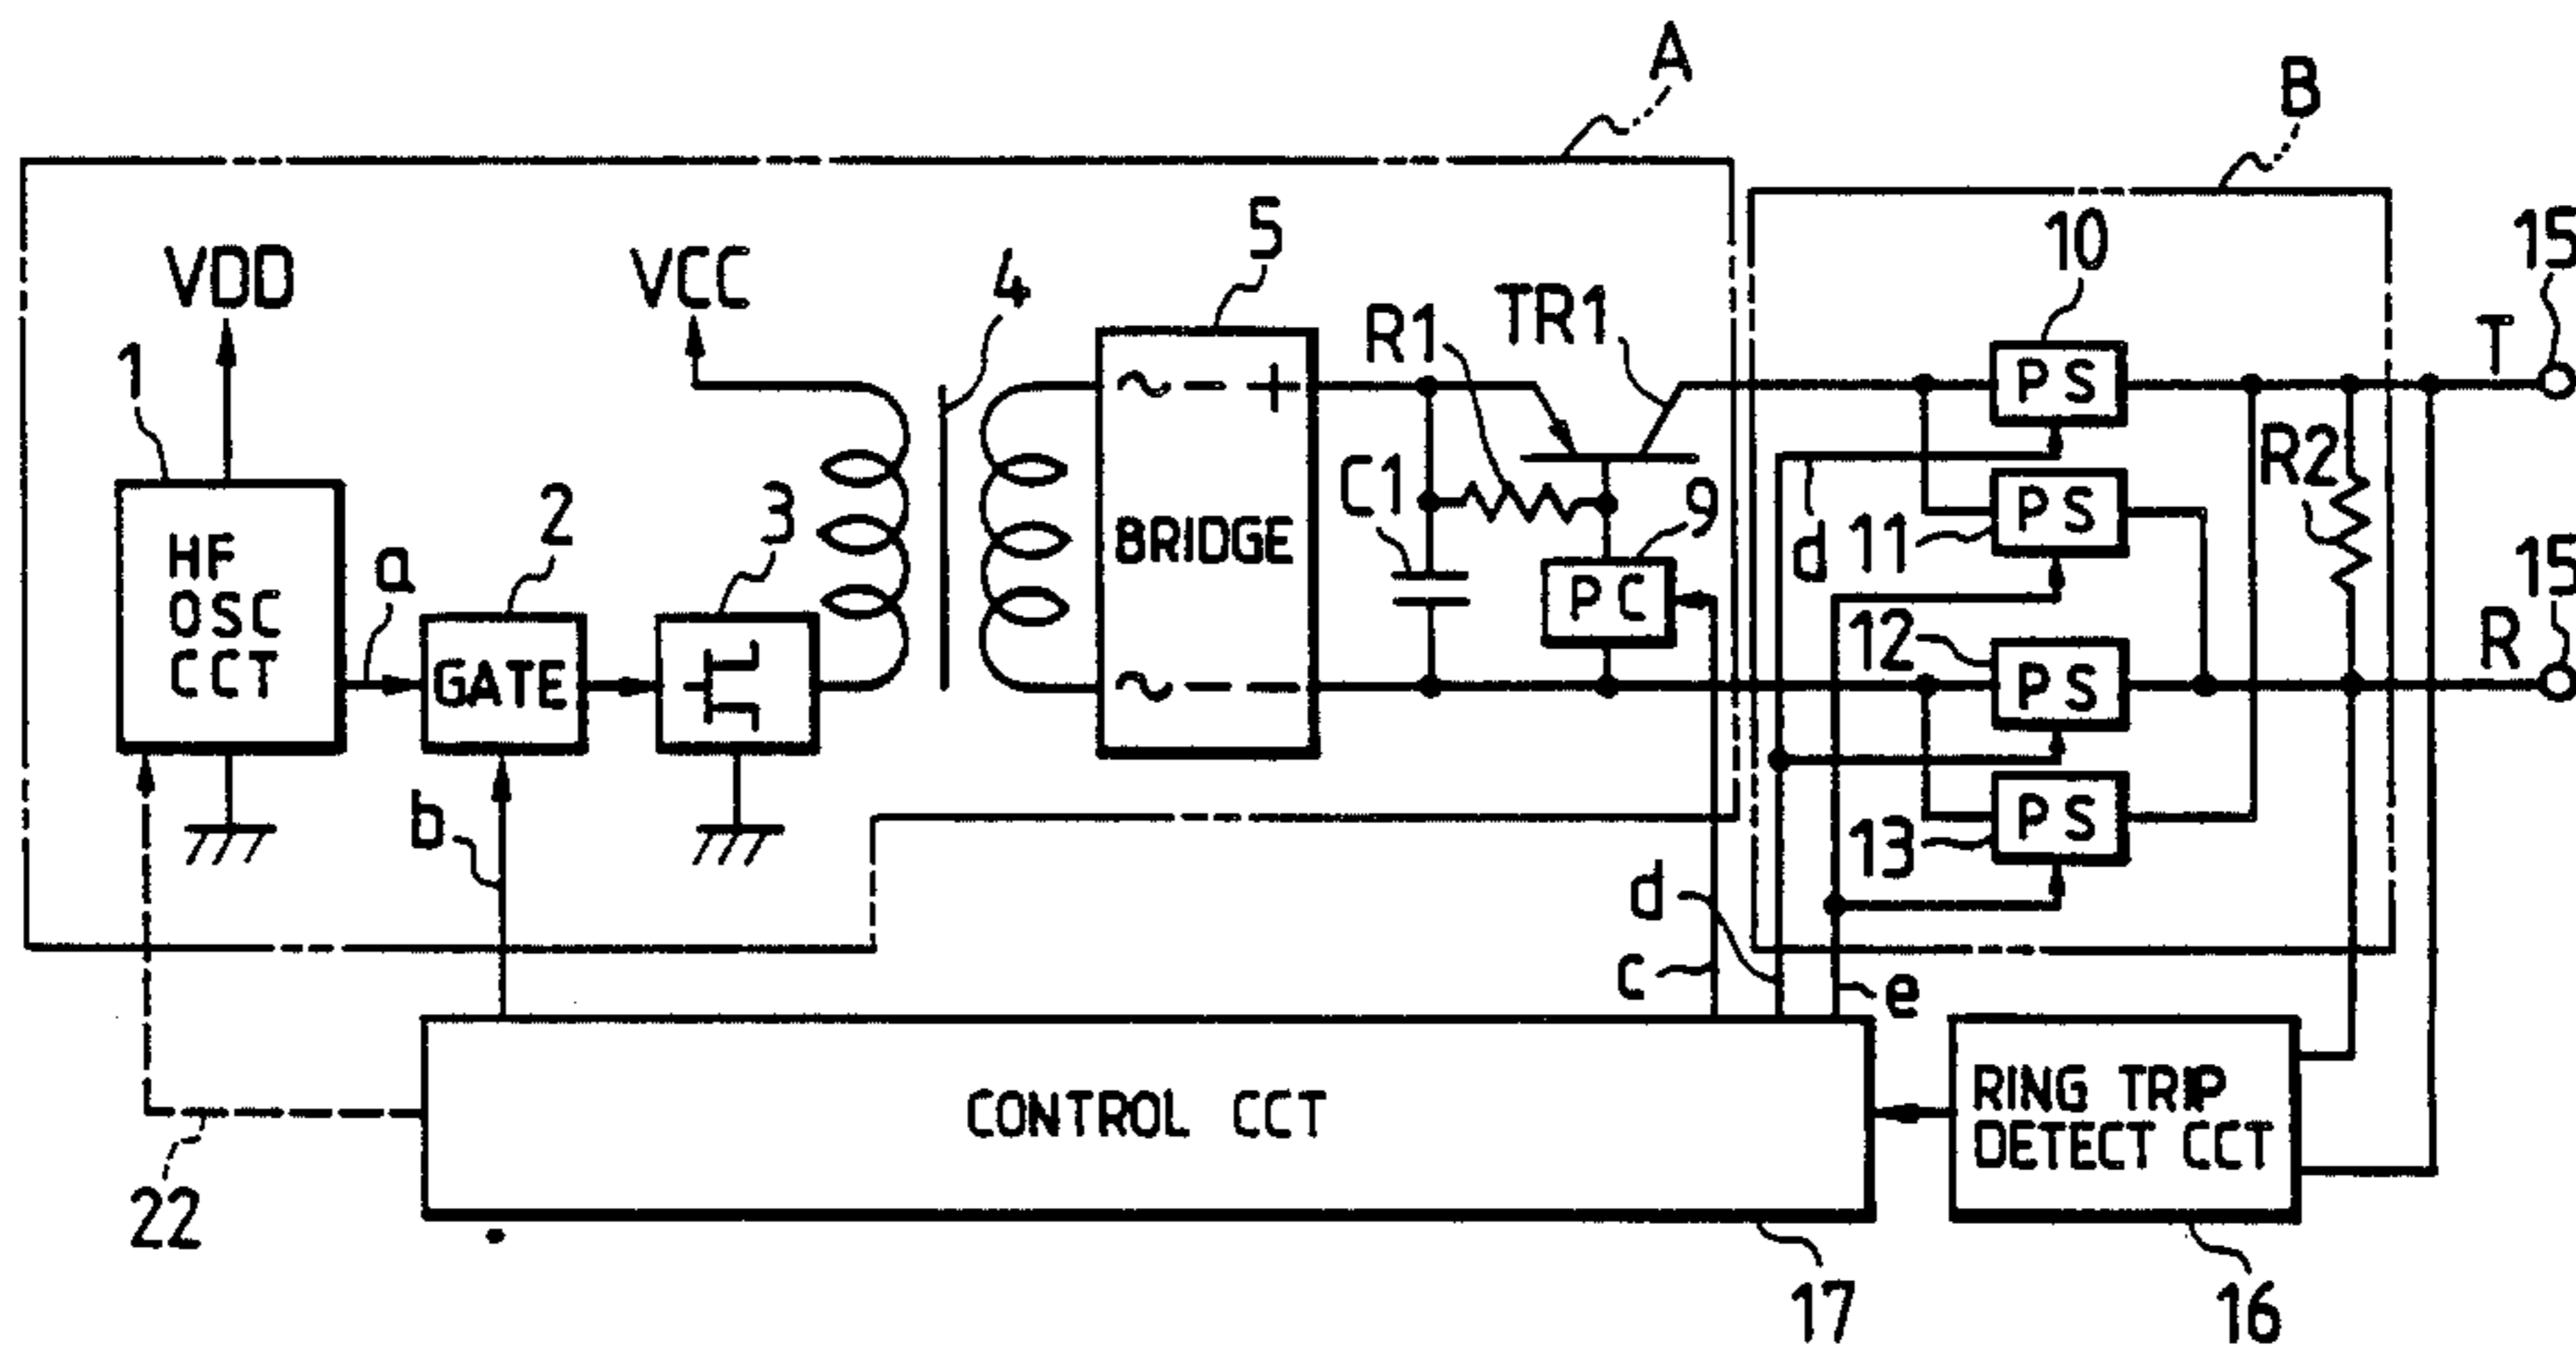 A
B
VDD
VCC
4
5
R1
TR1
10
15
T
1
HF
OSC
CCT
a
2
GATE
3
~ — +
BRIDGE
~ — —
C1
9
PC
PS
d
11
PS
R2
12
PS
15
R
13
PS
b
c
d
e
22
CONTROL CCT
17
RING TRIP
DETECT CCT
16